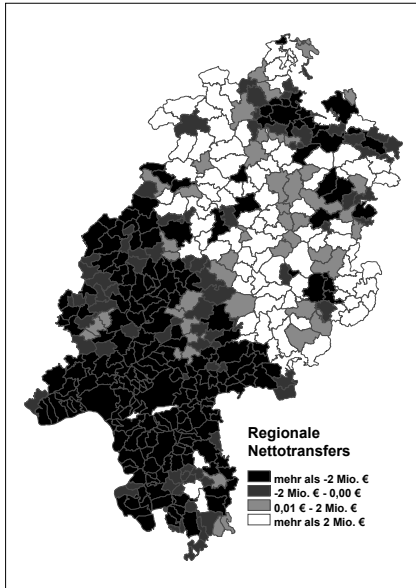 Regionale
Nettotransfers
mehr als -2 Mio. €
-2 Mio. € - 0,00 €
0,01 € - 2 Mio. €
mehr als 2 Mio. €